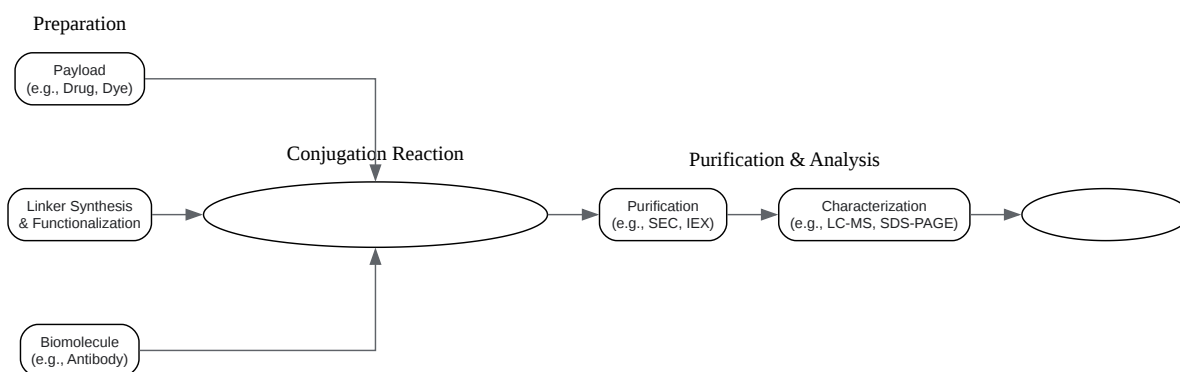 Preparation
Payload
(e.g., Drug, Dye)
Conjugation Reaction
Purification & Analysis
Linker Synthesis
& Functionalization
Purification
(e.g., SEC, IEX)
Characterization
(e.g., LC-MS, SDS-PAGE)
Biomolecule
(e.g., Antibody)